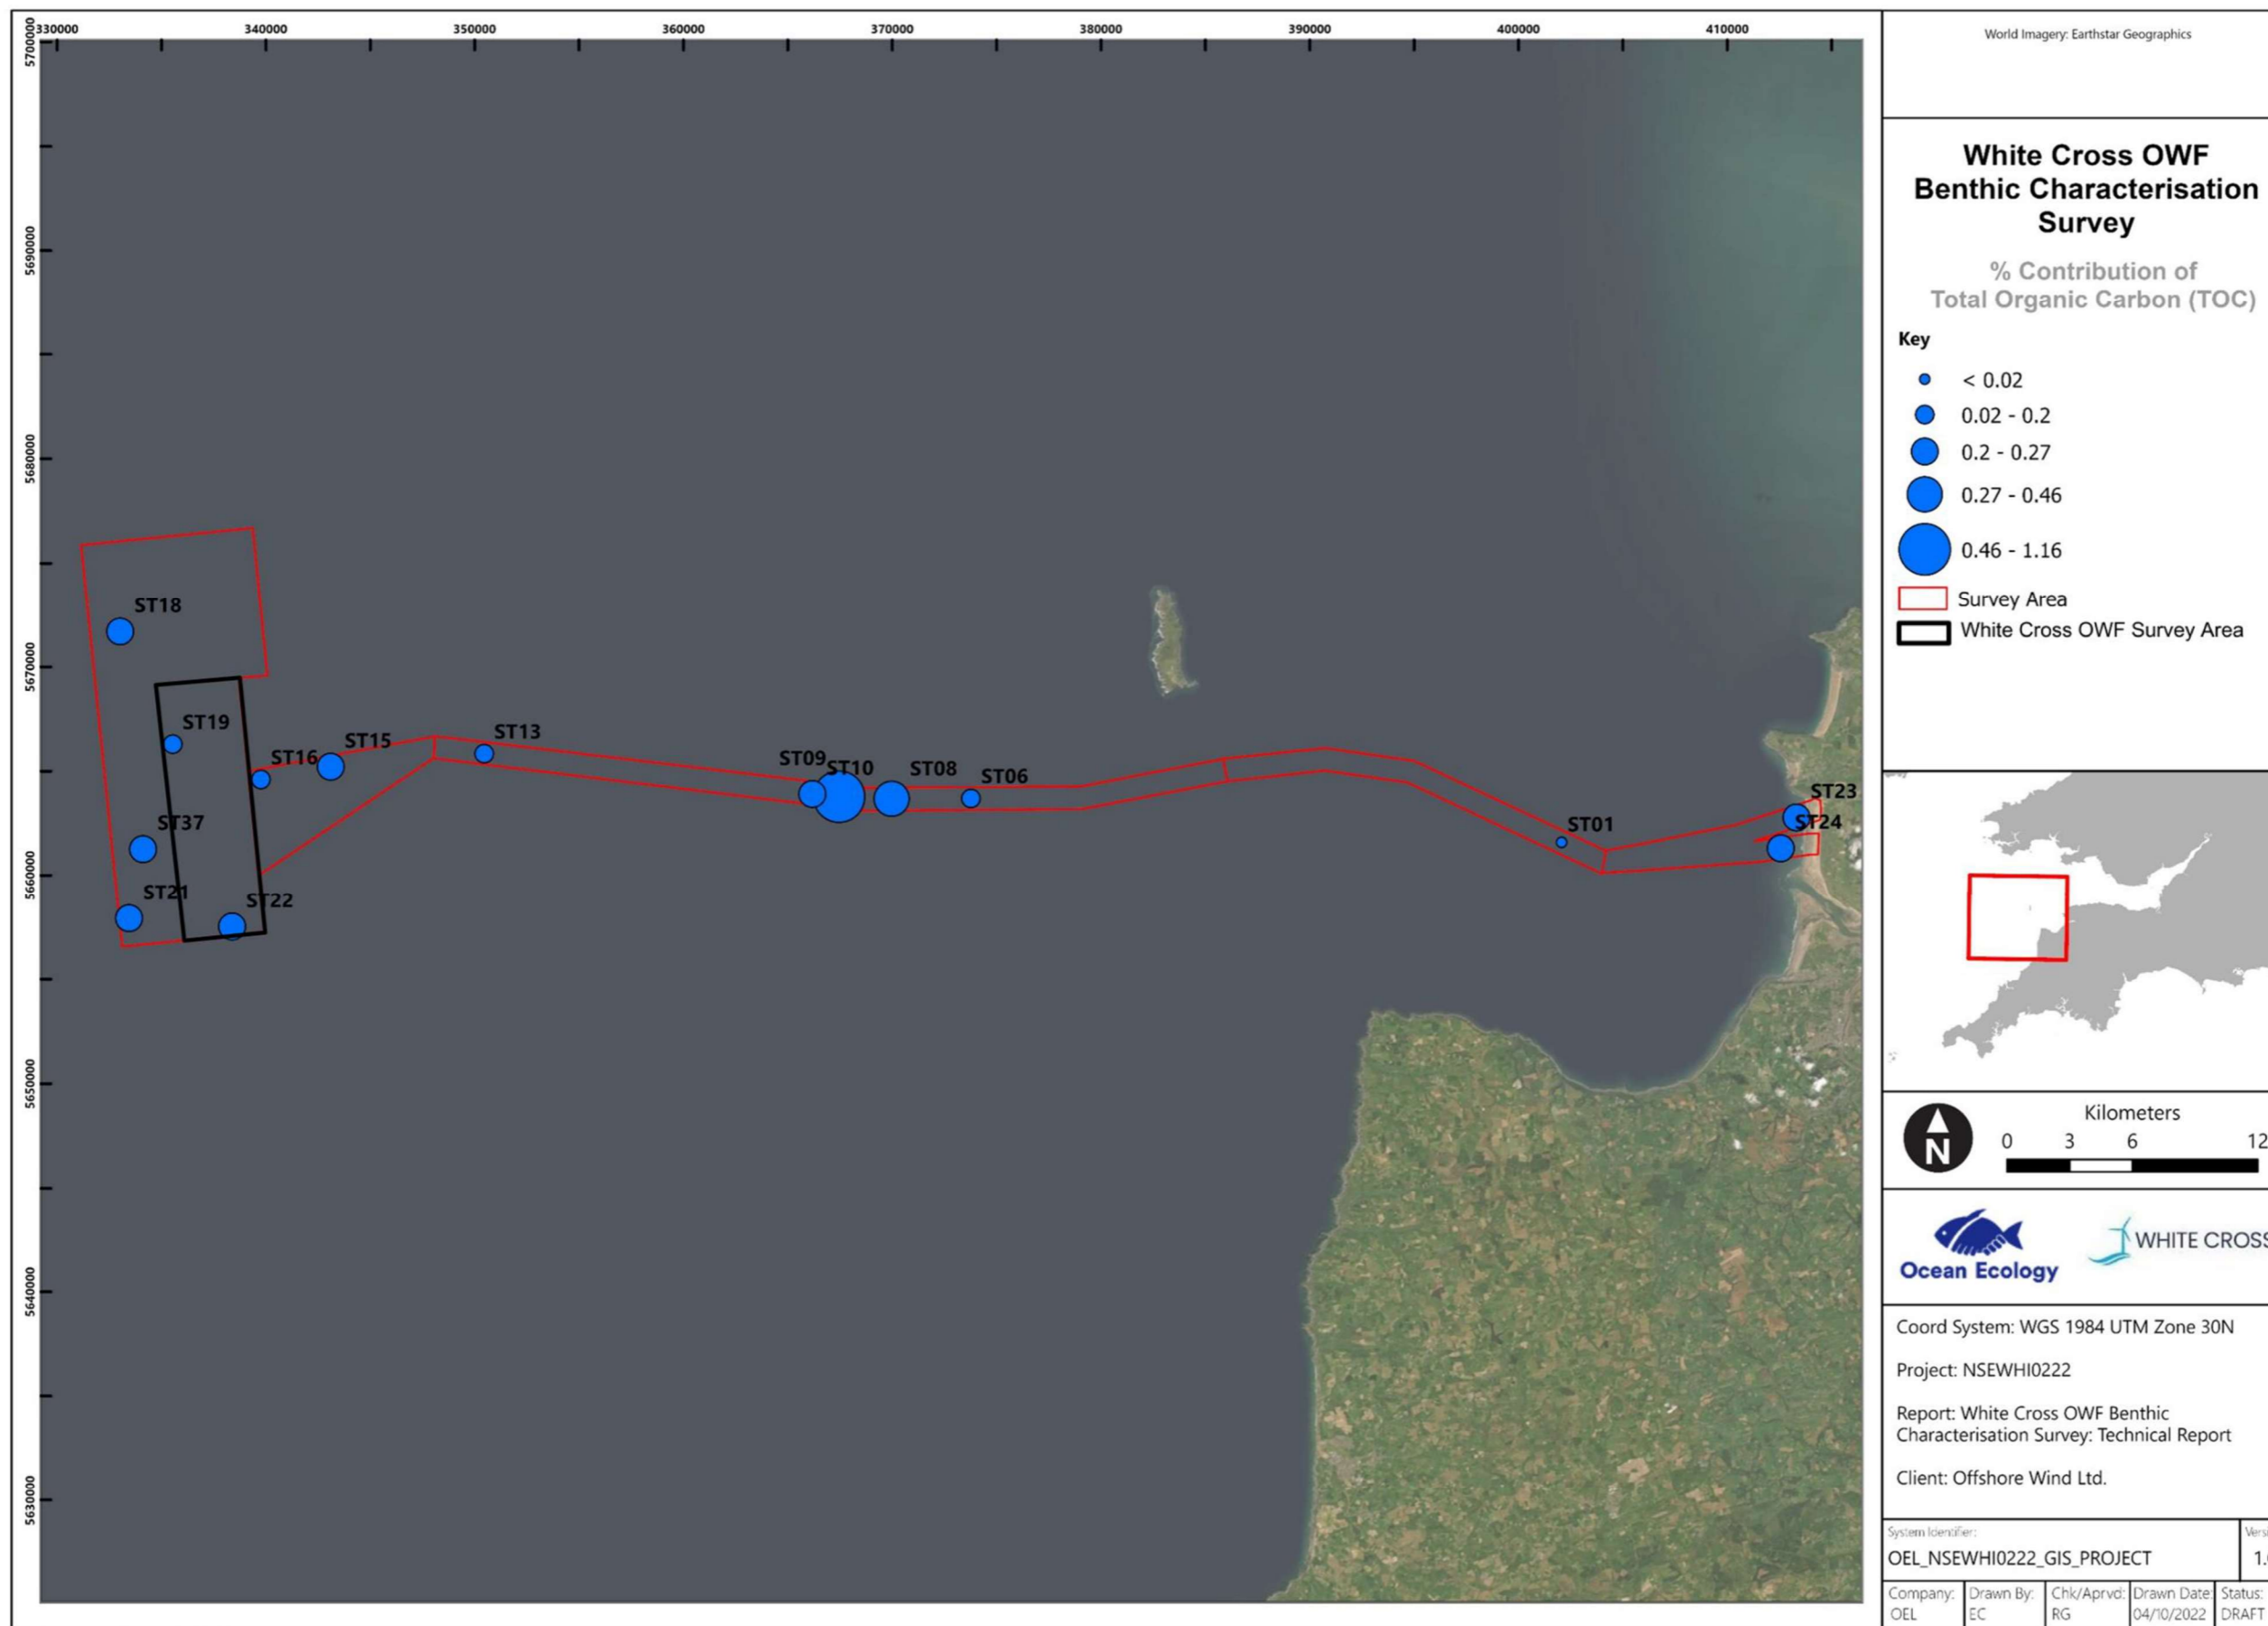 330000 340000 350000 360000 370000 380000 390000 400000 410000
5700000
5690000
5680000
5670000
5660000
5650000
5640000
5630000
ST18
ST19
ST16
ST15
ST13
ST09
ST10
ST08
ST06
ST01
ST23
ST24
ST37
ST21
ST22
World Imagery: Earthstar Geographics
White Cross OWF
Benthic Characterisation
Survey
% Contribution of
Total Organic Carbon (TOC)
Key
< 0.02
0.02 - 0.2
0.2 - 0.27
0.27 - 0.46
0.46 - 1.16
Survey Area
White Cross OWF Survey Area
N
Kilometers
0 3 6 12
Ocean Ecology
WHITE CROSS
Coord System: WGS 1984 UTM Zone 30N
Project: NSEWHI0222
Report: White Cross OWF Benthic
Characterisation Survey: Technical Report
Client: Offshore Wind Ltd.
System Identifier:
OEL_NSEWHI0222_GIS_PROJECT
Company: Drawn By: Chk/Aprvd: Drawn Date: Status:
OEL EC RG 04/10/2022 DRAFT